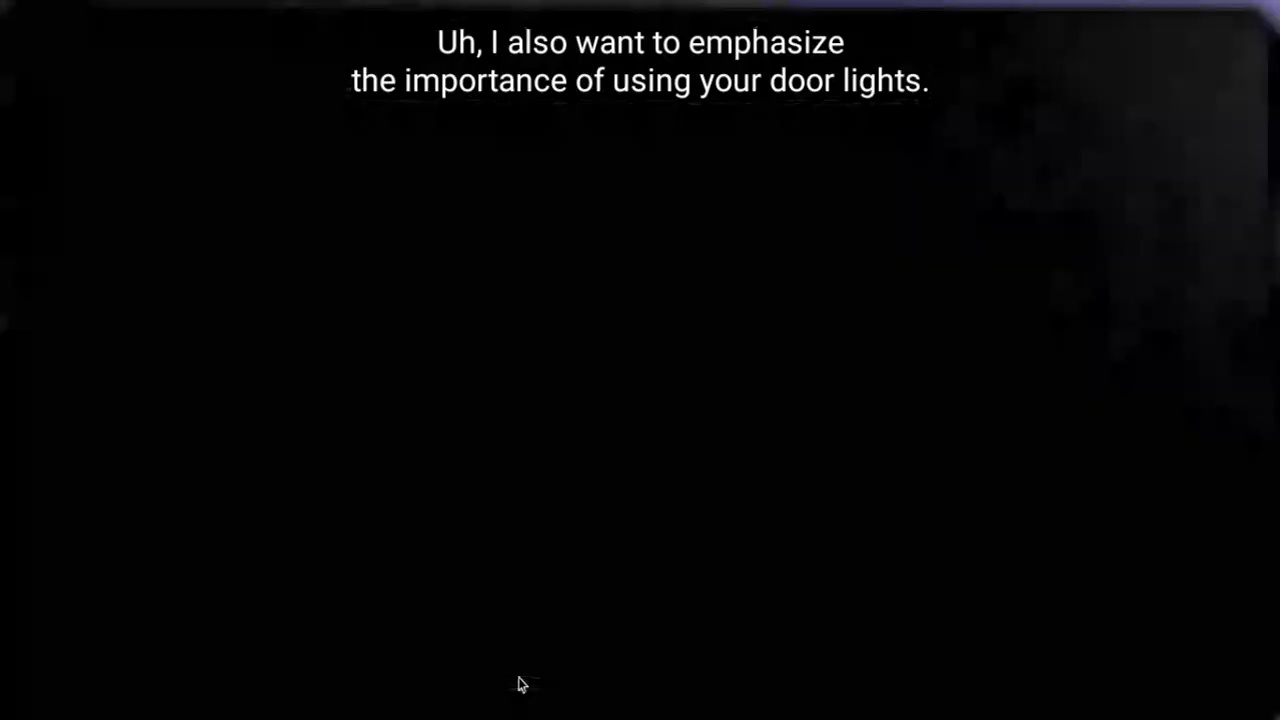 Uh, I also want to emphasize
the importance of using your door lights.